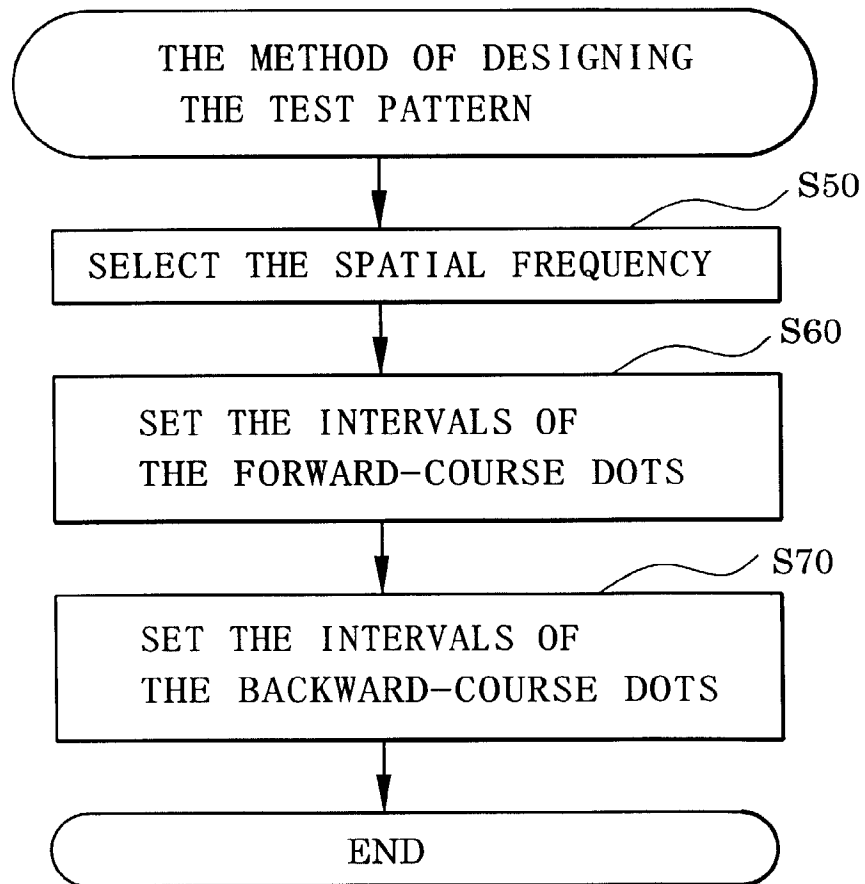 THE METHOD OF DESIGNING
THE TEST PATTERN
S50
SELECT THE SPATIAL FREQUENCY
S60
SET THE INTERVALS OF
THE FORWARD-COURSE DOTS
S70
SET THE INTERVALS OF
THE BACKWARD-COURSE DOTS
END